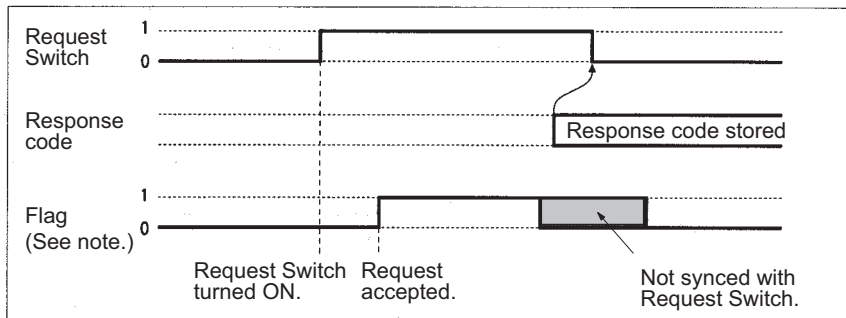 Request
Switch
1
0
Response
code
Response code stored
Flag
(See note.)
1
0
Request Switch
turned ON.
Request
accepted.
Not synced with
Request Switch.